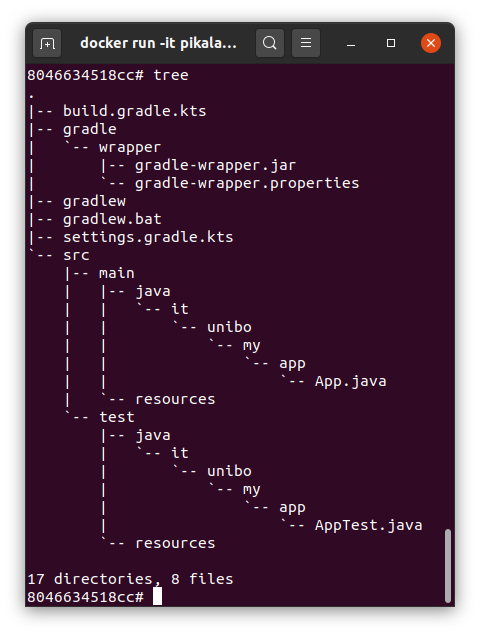 docker run -it pikala...
8046634518cc# tree
.
|-- build.gradle.kts
|-- gradle
|   `-- wrapper
|       |-- gradle-wrapper.jar
|       `-- gradle-wrapper.properties
|-- gradlew
|-- gradlew.bat
|-- settings.gradle.kts
`-- src
    |-- main
    |   |-- java
    |   |   `-- it
    |   |       `-- unibo
    |   |           `-- my
    |   |               `-- app
    |   |                   `-- App.java
    |   `-- resources
    `-- test
        |-- java
        |   `-- it
        |       `-- unibo
        |           `-- my
        |               `-- app
        |                   `-- AppTest.java
        `-- resources
17 directories, 8 files
8046634518cc#